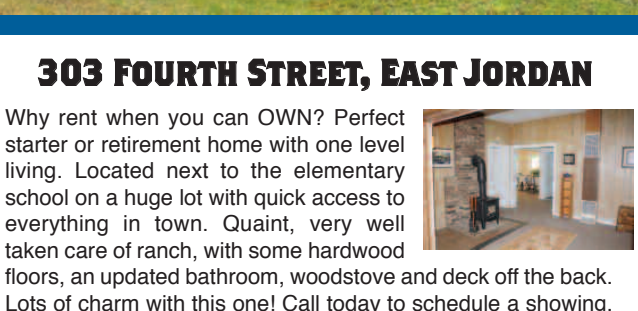 303 FOURTH STREET, EAST JORDAN
Why rent when you can OWN? Perfect
starter or retirement home with one level
living. Located next to the elementary
school on a huge lot with quick access to
everything in town. Quaint, very well
taken care of ranch, with some hardwood
floors, an updated bathroom, woodstove and deck off the back.
Lots of charm with this one! Call today to schedule a showing.